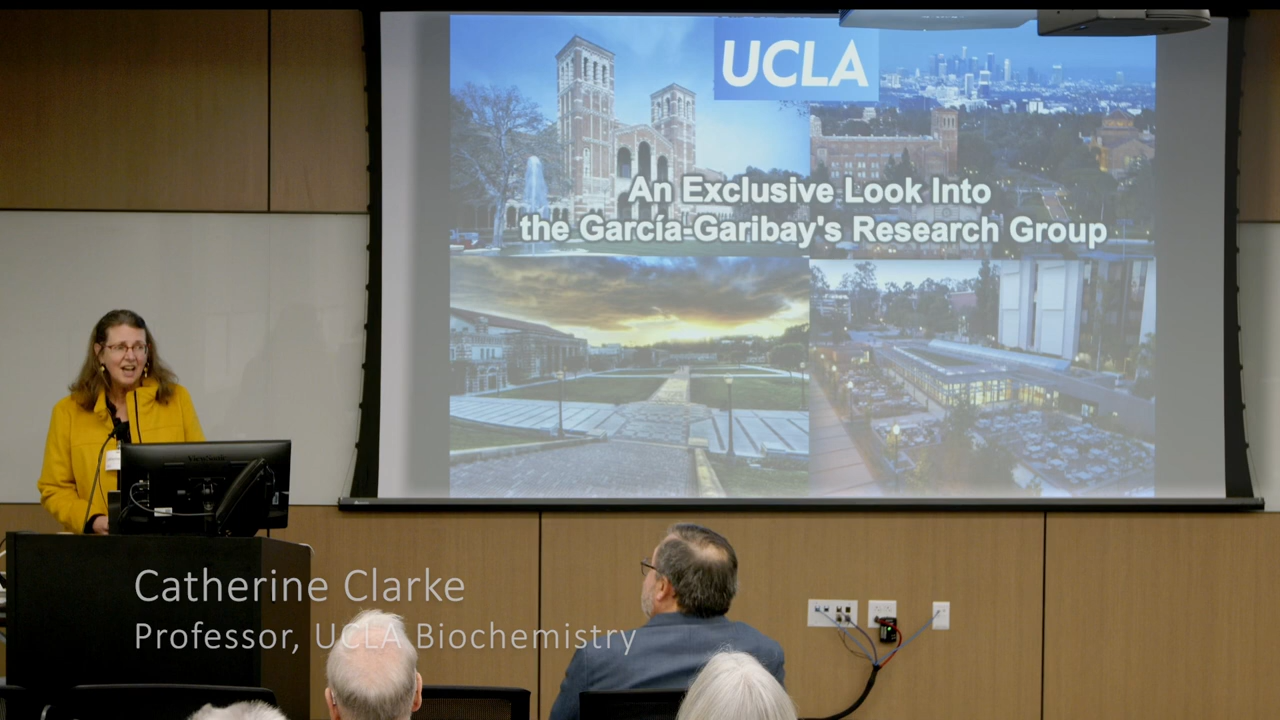 UCLA
An Exclusive Look Into
the García-Garibay's Research Group
Catherine Clarke
Professor, UCLA Biochemistry